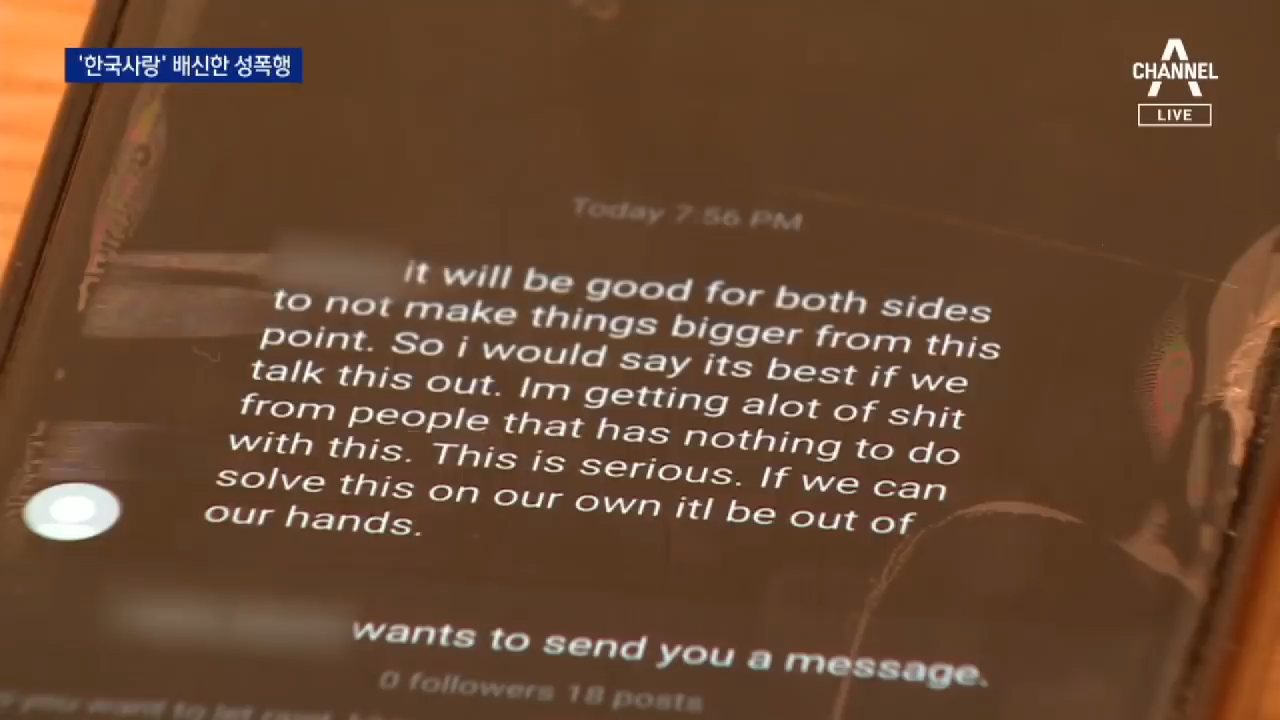 '한국사랑' 배신한 성폭행
CHANNEL
LIVE
Today 7:56 PM
it will be good for both sides
to not make things bigger from this
point. So i would say its best if we
talk this out. Im getting alot of shit
from people that has nothing to do
with this. This is serious. If we can
solve this on our own itl be out of
our hands.
wants to send you a message.
0 followers 18 posts
you want to let